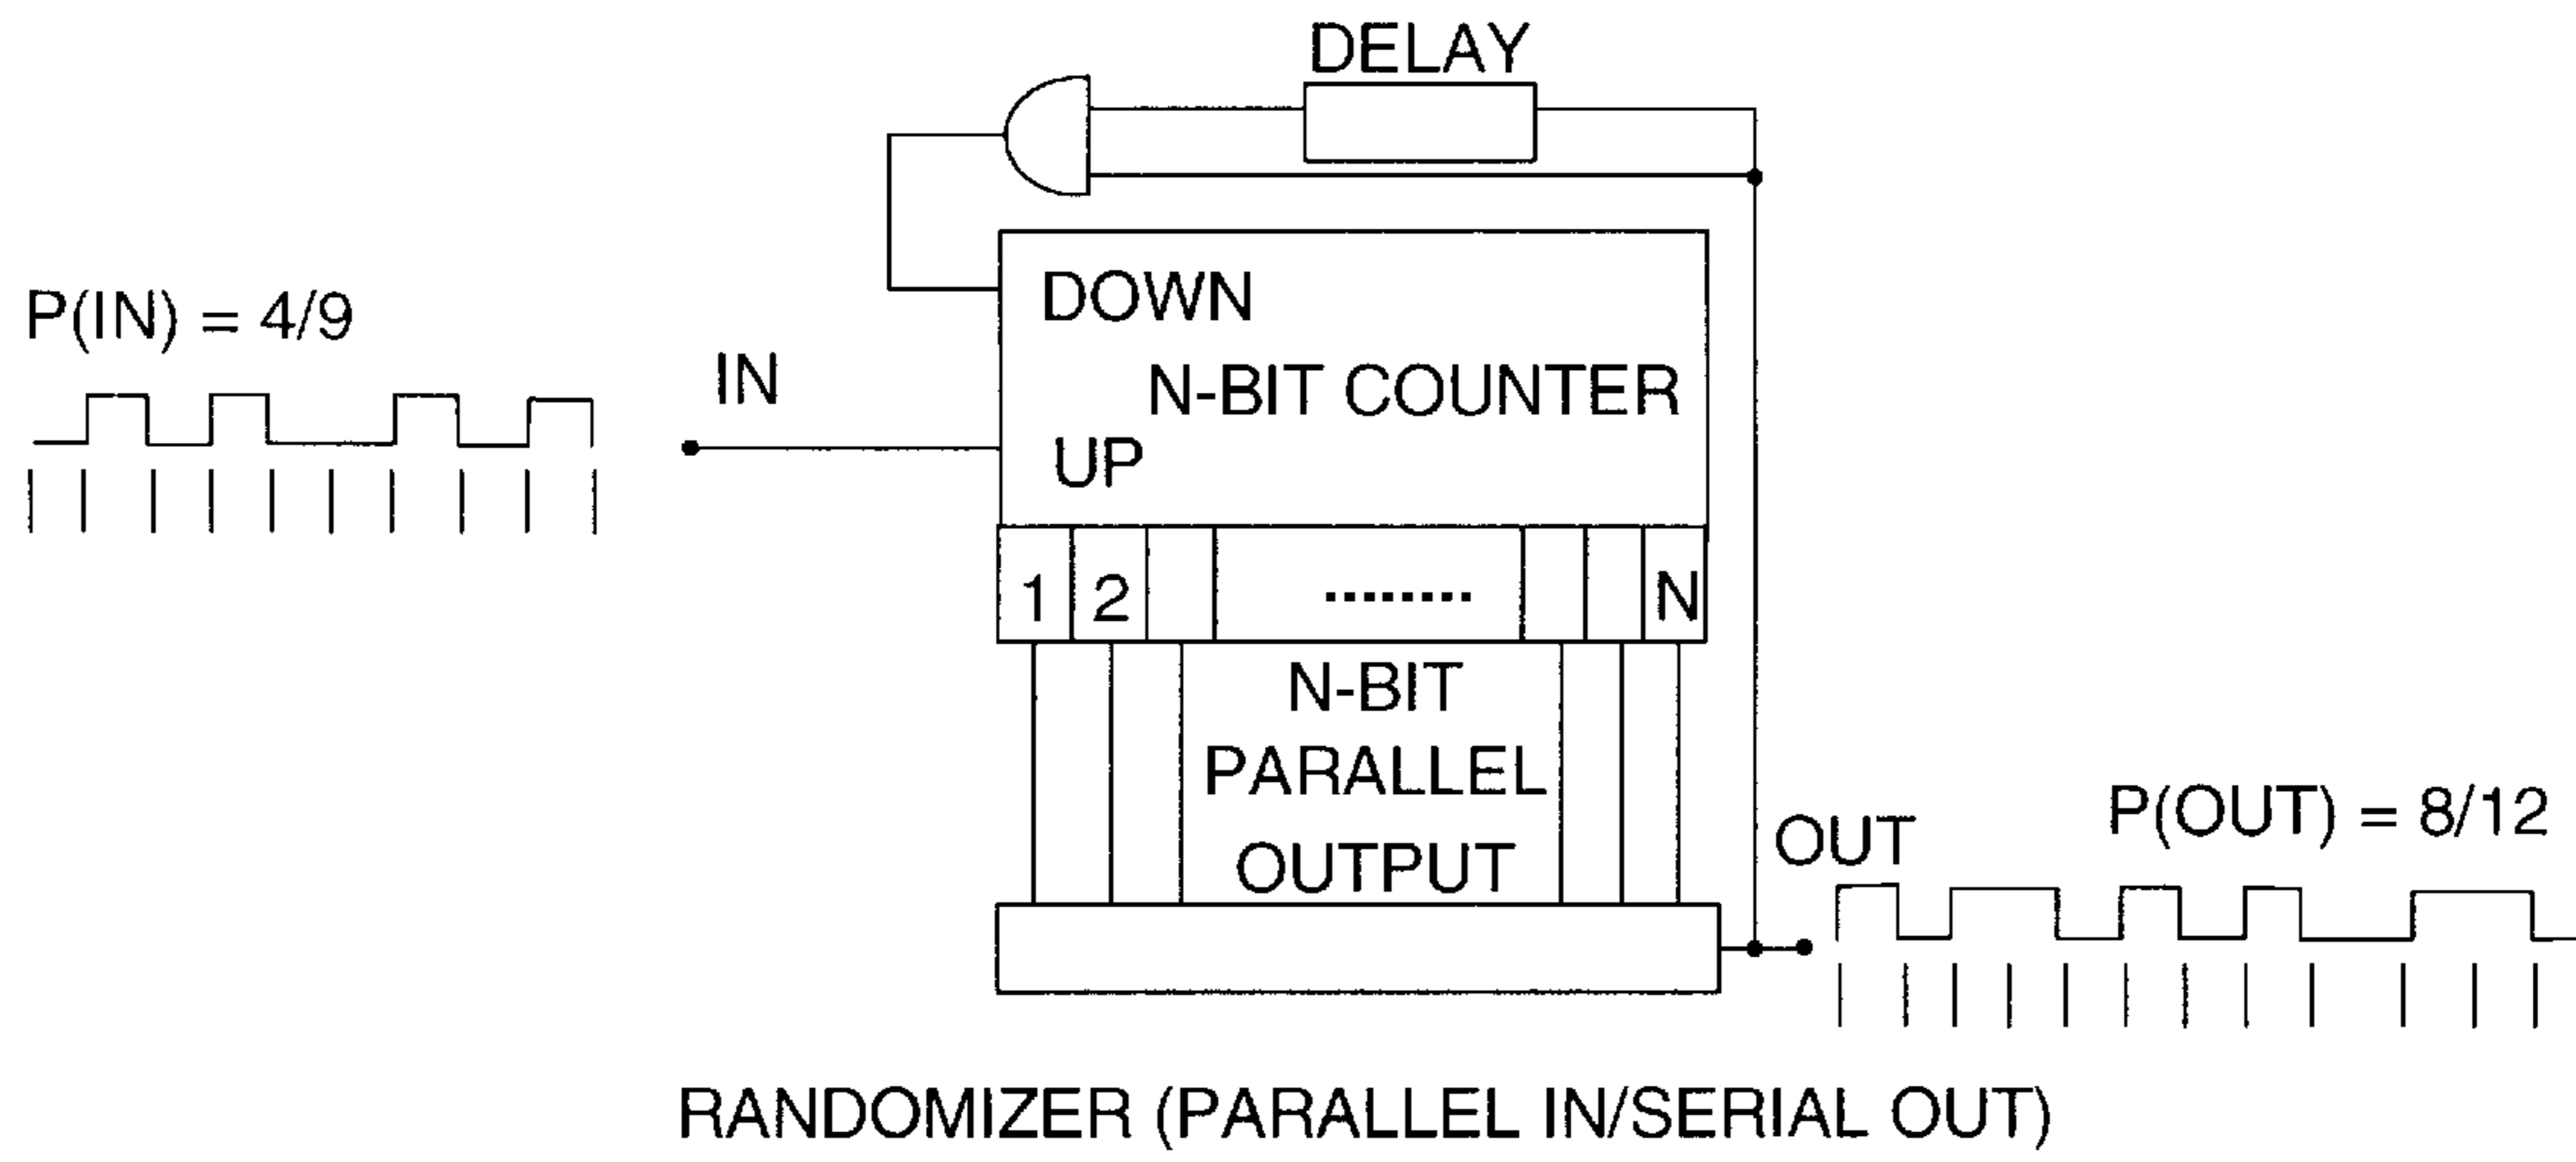 DELAY
P(IN) = 4/9
IN
DOWN
N-BIT COUNTER
UP
1 2 ........ N
N-BIT
PARALLEL
OUTPUT
OUT
P(OUT) = 8/12
RANDOMIZER (PARALLEL IN/SERIAL OUT)